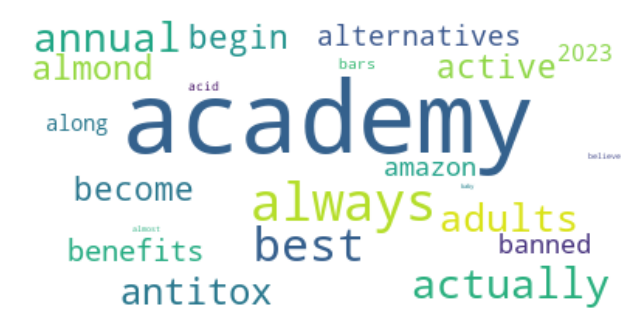 annual begin alternatives
almond bars active 2023
acid
along academy
amazon believe
become baby
always adults
almost best banned
benefits
antitox actually